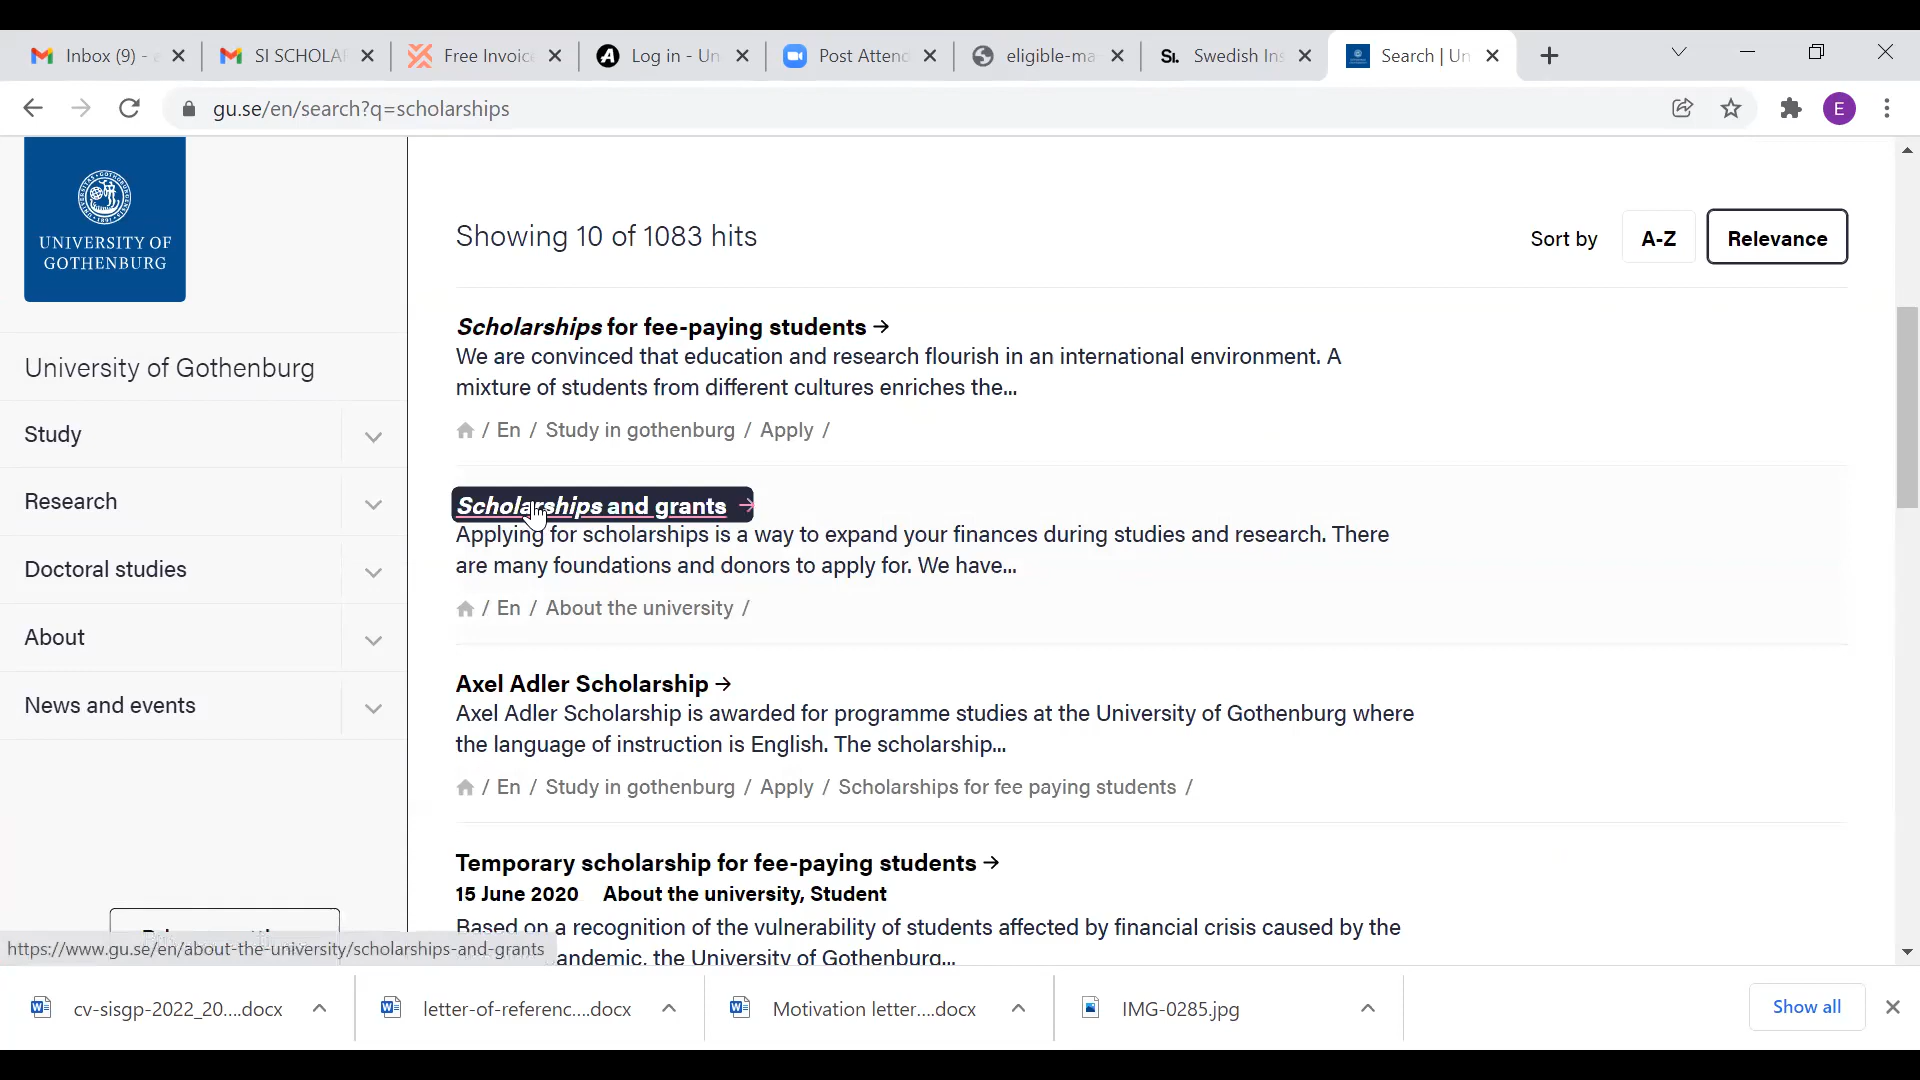 Inbox (9) -
SI SCHOLA
Free Invoic
Log in - Un
Post Attend
eligible-ma
Si. Swedish Ins
Search | Un
gu.se/en/search?q=scholarships
E
UNIVERSITY OF
GOTHENBURG
University of Gothenburg
Study
Research
Doctoral studies
About
News and events
Showing 10 of 1083 hits
Sort by A-Z Relevance
Scholarships for fee-paying students →
We are convinced that education and research flourish in an international environment. A
mixture of students from different cultures enriches the...
/ En / Study in gothenburg / Apply /
Scholarships and grants →
Applying for scholarships is a way to expand your finances during studies and research. There
are many foundations and donors to apply for. We have...
/ En / About the university /
Axel Adler Scholarship →
Axel Adler Scholarship is awarded for programme studies at the University of Gothenburg where
the language of instruction is English. The scholarship...
/ En / Study in gothenburg / Apply / Scholarships for fee paying students /
Temporary scholarship for fee-paying students →
15 June 2020 About the university, Student
Based on a recognition of the vulnerability of students affected by financial crisis caused by the
andemic, the University of Gothenburg...
https://www.gu.se/en/about-the-university/scholarships-and-grants
cv-sisgp-2022_20....docx
letter-of-referenc....docx
Motivation letter....docx
IMG-0285.jpg
Show all